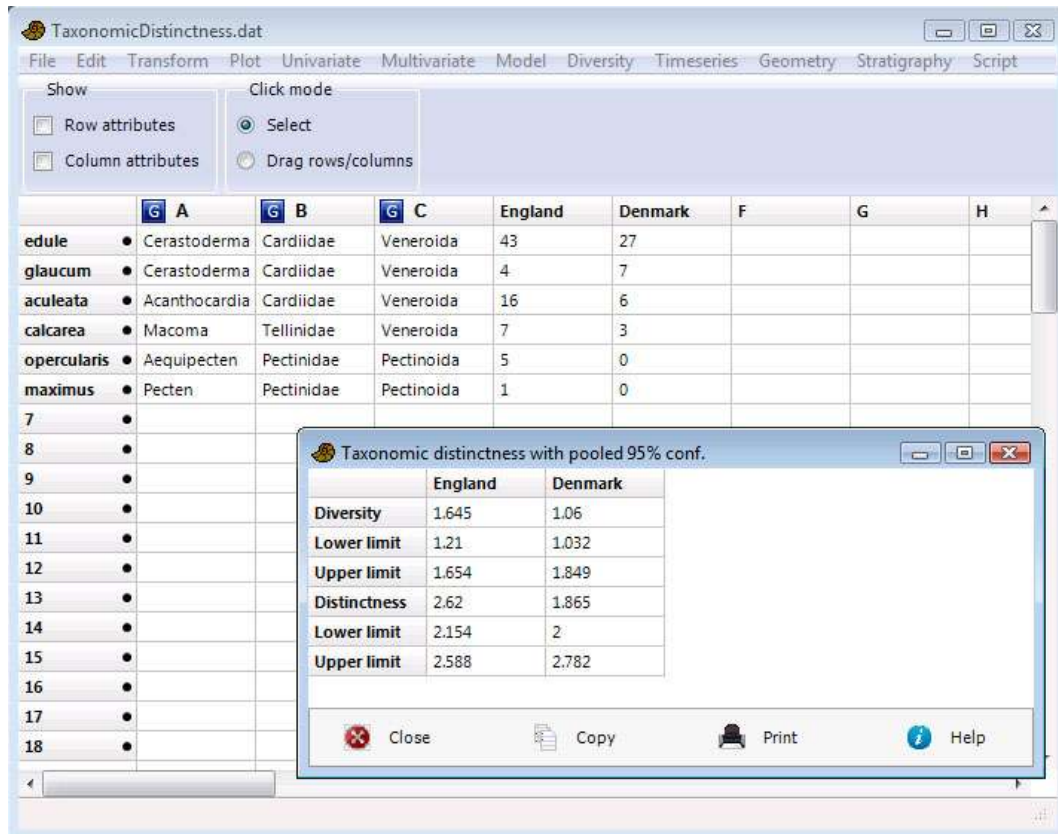 TaxonomicDistinctness.dat
File Edit Transform Plot Univariate Multivariate Model Diversity Timeseries Geometry Stratigraphy Script
Show Click mode
Row attributes Select
Column attributes Drag rows/columns
G A G B G C England Denmark F G H
edule Cerastoderma Cardiidae Veneroida 43 27
glaucum Cerastoderma Cardiidae Veneroida 4 7
aculeata Acanthocardia Cardiidae Veneroida 16 6
calcarea Macoma Tellinidae Veneroida 7 3
opercularis Aequipecten Pectinidae Pectinoida 5 0
maximus Pecten Pectinidae Pectinoida 1 0
7
8
9
10
11
12
13
14
15
16
17
18
Taxonomic distinctness with pooled 95% conf.
England Denmark
Diversity 1.645 1.06
Lower limit 1.21 1.032
Upper limit 1.654 1.849
Distinctness 2.62 1.865
Lower limit 2.154 2
Upper limit 2.588 2.782
Close Copy Print Help